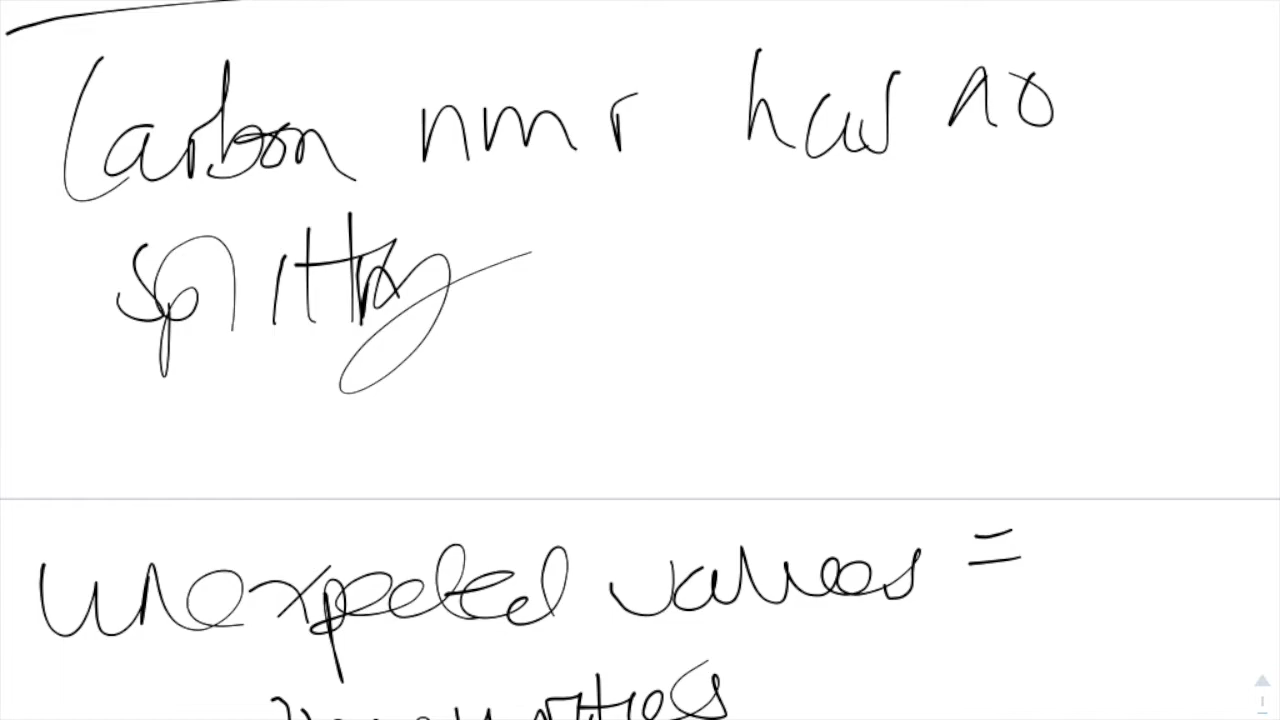 Carbon nmr has no
splitting
unexpected values =